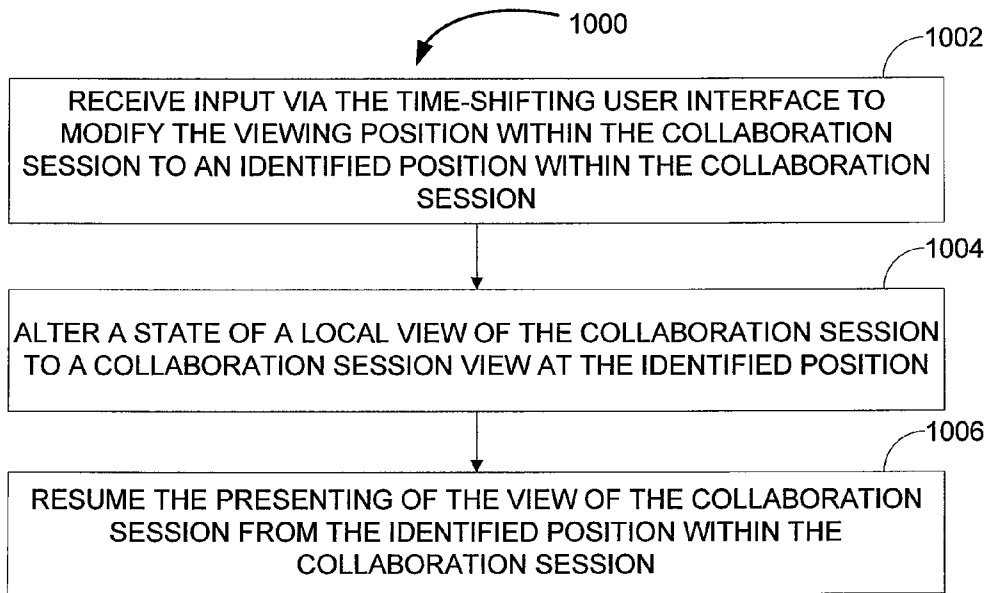 1000
1002
RECEIVE INPUT VIA THE TIME-SHIFTING USER INTERFACE TO
MODIFY THE VIEWING POSITION WITHIN THE COLLABORATION
SESSION TO AN IDENTIFIED POSITION WITHIN THE COLLABORATION
SESSION
1004
ALTER A STATE OF A LOCAL VIEW OF THE COLLABORATION SESSION
TO A COLLABORATION SESSION VIEW AT THE IDENTIFIED POSITION
1006
RESUME THE PRESENTING OF THE VIEW OF THE COLLABORATION
SESSION FROM THE IDENTIFIED POSITION WITHIN THE
COLLABORATION SESSION